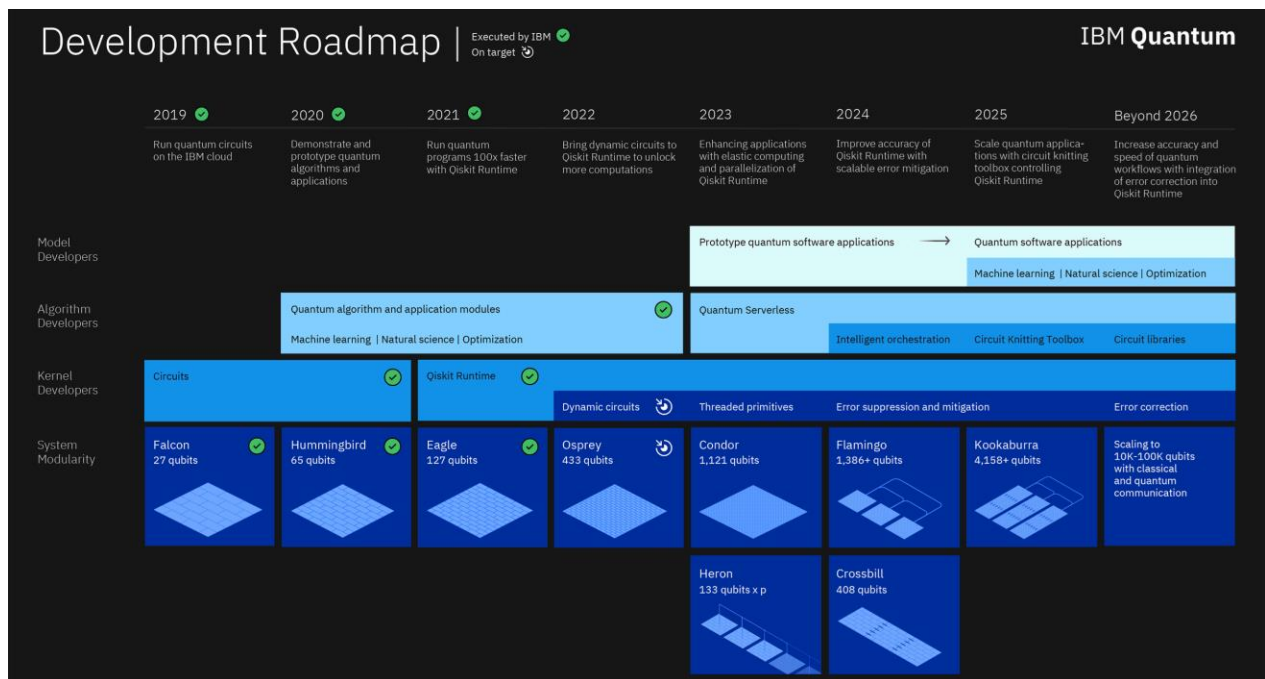 Development Roadmap
Executed by IBM
On target
IBM Quantum
2019
2020
2021
2022
2023
2024
2025
Beyond 2026
Run quantum circuits
on the IBM cloud
Demonstrate and
prototype quantum
algorithms and
applications
Run quantum
programs 100x faster
with Qiskit Runtime
Bring dynamic circuits to
Qiskit Runtime to unlock
more computations
Enhancing applications
with elastic computing
and parallelization of
Qiskit Runtime
Improve accuracy of
Qiskit Runtime with
scalable error mitigation
Scale quantum applica-
tions with circuit knitting
toolbox controlling
Qiskit Runtime
Increase accuracy and
speed of quantum
workflows with integration
of error correction into
Qiskit Runtime
Model
Developers
Prototype quantum software applications →
Quantum software applications
Machine learning | Natural science | Optimization
Algorithm
Developers
Quantum algorithm and application modules
Machine learning | Natural science | Optimization
Quantum Serverless
Intelligent orchestration
Circuit Knitting Toolbox
Circuit libraries
Kernel
Developers
Circuits
Qiskit Runtime
Dynamic circuits
Threaded primitives
Error suppression and mitigation
Error correction
System
Modularity
Falcon
27 qubits
Hummingbird
65 qubits
Eagle
127 qubits
Osprey
433 qubits
Condor
1,121 qubits
Flamingo
1,386+ qubits
Kookaburra
4,158+ qubits
Scaling to
10K-100K qubits
with classical
and quantum
communication
Heron
133 qubits x p
Crossbill
408 qubits